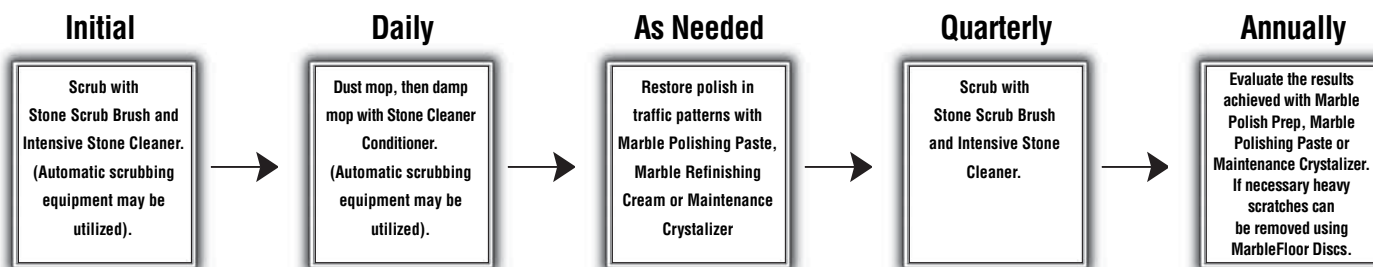 Initial
Scrub with
Stone Scrub Brush and
Intensive Stone Cleaner.
(Automatic scrubbing
equipment may be
utilized).
Daily
Dust mop, then damp
mop with Stone Cleaner
Conditioner.
(Automatic scrubbing
equipment may be
utilized).
As Needed
Restore polish in
traffic patterns with
Marble Polishing Paste,
Marble Refinishing
Cream or Maintenance
Crystalizer
Quarterly
Scrub with
Stone Scrub Brush
and Intensive Stone
Cleaner.
Annually
Evaluate the results
achieved with Marble
Polish Prep, Marble
Polishing Paste or
Maintenance Crystalizer.
If necessary heavy
scratches can
be removed using
MarbleFloor Discs.